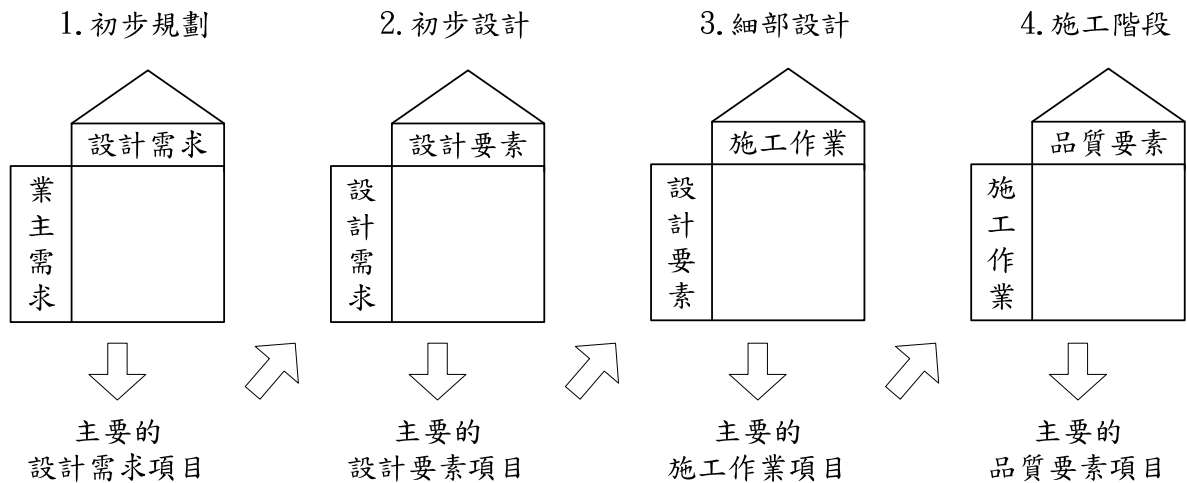 1.初步規劃
2.初步設計
3.細部設計
4.施工階段
設計需求
設計要素
施工作業
品質要素
業主需求
設計需求
設計要素
施工作業
主要的
設計需求項目
主要的
設計要素項目
主要的
施工作業項目
主要的
品質要素項目